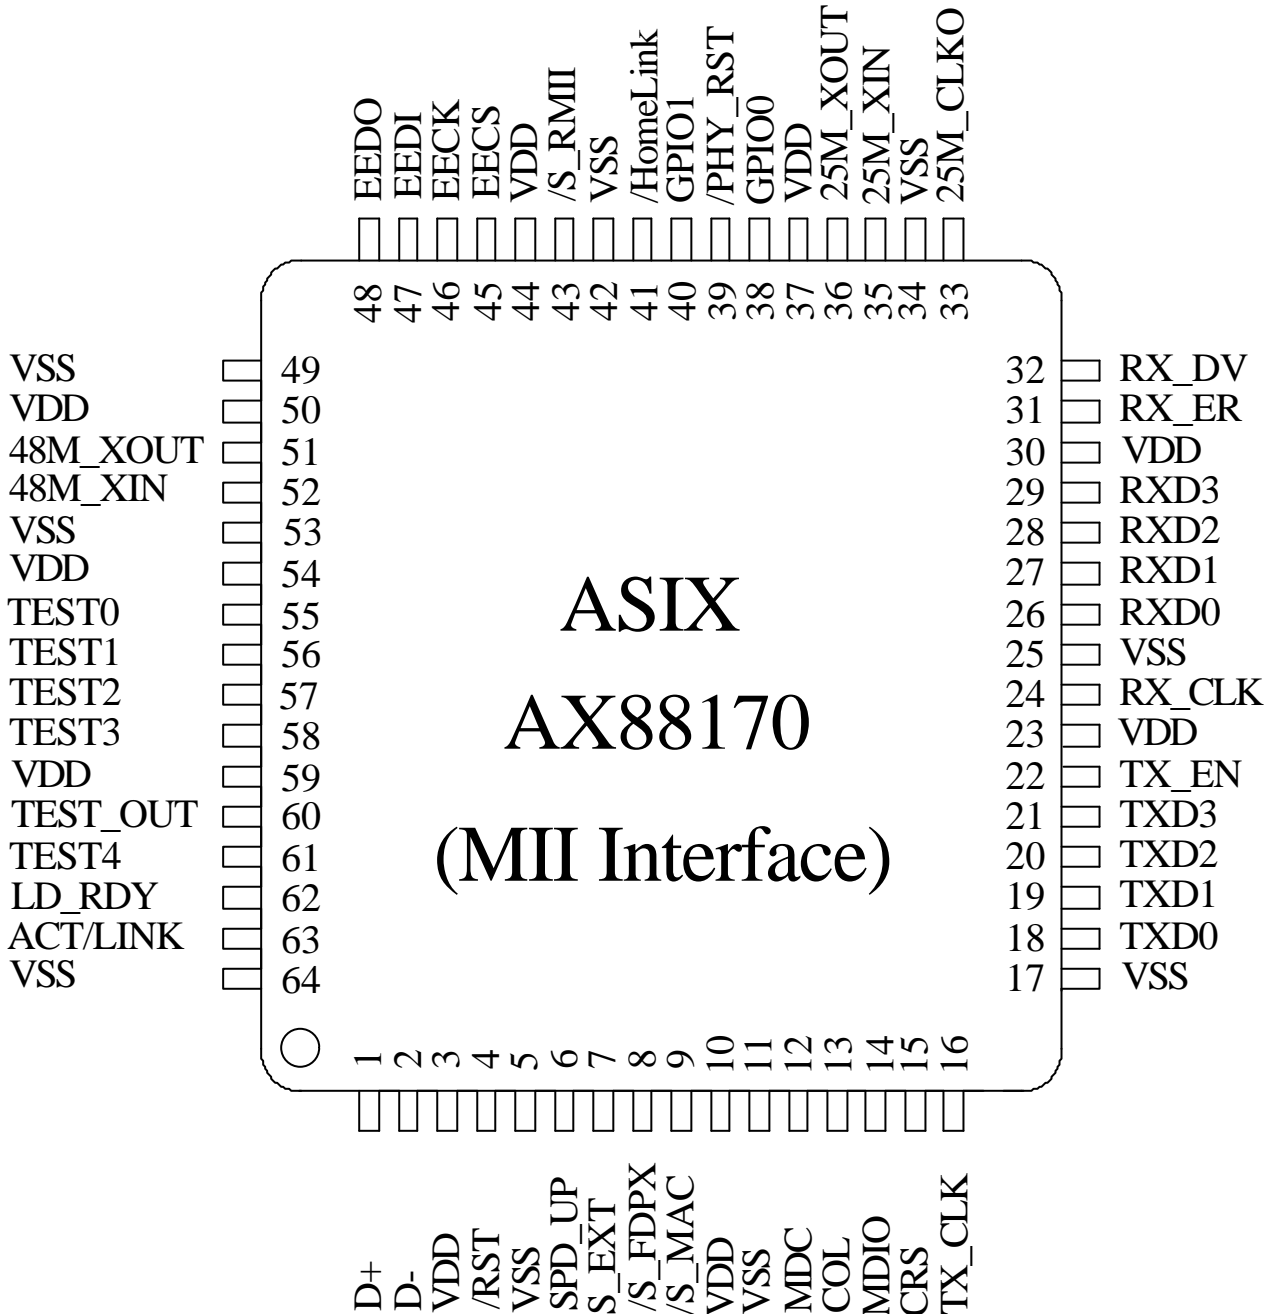 EEDO
EEDI
EECK
EECS
VDD
/S_RMII
VSS
/HomeLink
GPIO1
/PHY_RST
GPIO0
VDD
25M_XOUT
25M_XIN
VSS
25M_CLKO
48
47
46
45
44
43
42
41
40
39
38
37
36
35
34
33
VSS 49
VDD 50
48M_XOUT 51
48M_XIN 52
VSS 53
VDD 54
TEST0 55
TEST1 56
TEST2 57
TEST3 58
VDD 59
TEST_OUT 60
TEST4 61
LD_RDY 62
ACT/LINK 63
VSS 64
ASIX
AX88170
(MII Interface)
32 RX_DV
31 RX_ER
30 VDD
29 RXD3
28 RXD2
27 RXD1
26 RXD0
25 VSS
24 RX_CLK
23 VDD
22 TX_EN
21 TXD3
20 TXD2
19 TXD1
18 TXD0
17 VSS
1
2
3
4
5
6
7
8
9
10
11
12
13
14
15
16
D+
D-
VDD
/RST
VSS
SPD_UP
S_EXT
/S_FDPX
/S_MAC
VDD
VSS
MDC
COL
MDIO
CRS
TX_CLK